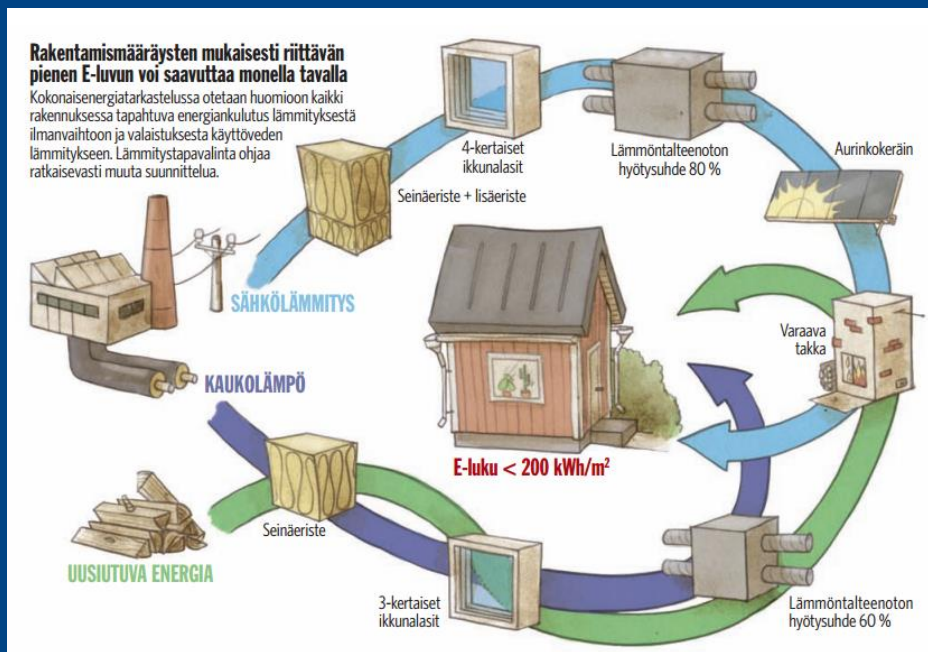 Rakentamismääräysten mukaisesti riittävän
pienen E-luvun voi saavuttaa monella tavalla
Kokonaisenergiatarkastelussa otetaan huomioon kaikki
rakennuksessa tapahtuva energiankulutus lämmityksestä
ilmanvaihtoon ja valaistuksesta käyttöveden
lämmitykseen. Lämmitystapavalinta ohjaa
ratkaisevasti muuta suunnittelua.
4-kertaiset
ikkunalasit
Lämmöntalteenoton
hyötysuhde 80 %
Aurinkokeräin
Seinäeriste + lisäeriste
SÄHKÖLÄMMITYS
Varaava
takka
KAUKOLÄMPÖ
E-luku < 200 kWh/m²
Seinäeriste
UUSIUTUVA ENERGIA
3-kertaiset
ikkunalasit
Lämmöntalteenoton
hyötysuhde 60 %